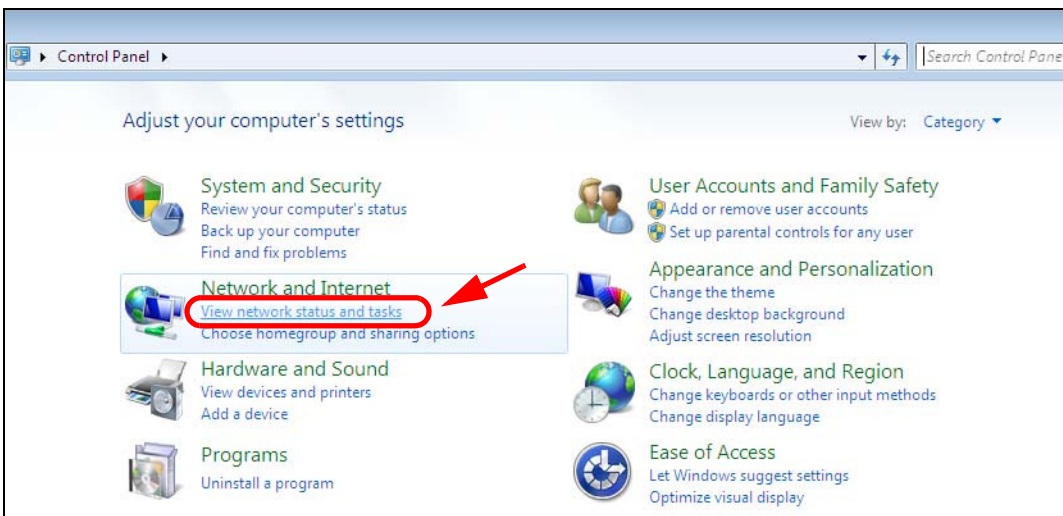 Control Panel
Search Control Pane
Adjust your computer's settings
View by: Category
System and Security
Review your computer's status
Back up your computer
Find and fix problems
Network and Internet
View network status and tasks
Choose homegroup and sharing options
Hardware and Sound
View devices and printers
Add a device
Programs
Uninstall a program
User Accounts and Family Safety
Add or remove user accounts
Set up parental controls for any user
Appearance and Personalization
Change the theme
Change desktop background
Adjust screen resolution
Clock, Language, and Region
Change keyboards or other input methods
Change display language
Ease of Access
Let Windows suggest settings
Optimize visual display